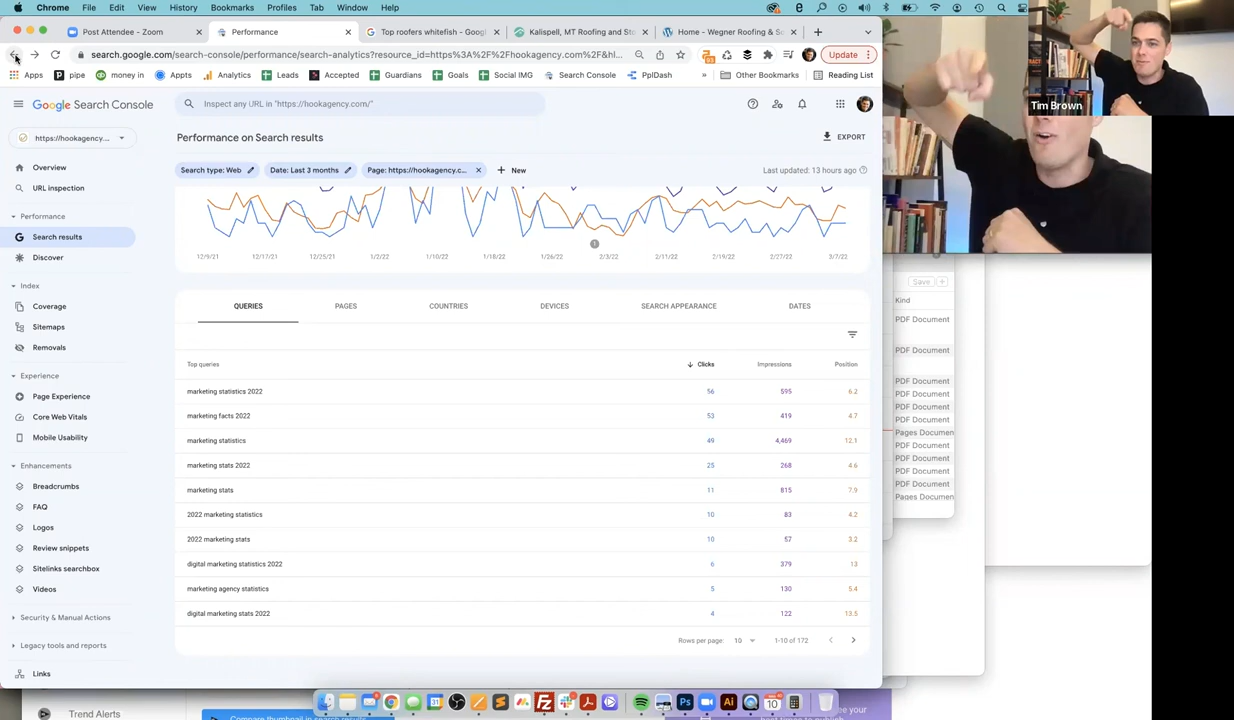 Chrome File Edit View History Bookmarks Profiles Tab Window Help
Post Attendee - Zoom
Performance
Top roofers whitefish - Googl
Kalispell, MT Roofing and Sto
Home - Wegner Roofing & So
search.google.com/search-console/performance/search-analytics?resource_id=https%3A%2F%2Fhookagency.com%2F&hl
Update
Apps pipe money in Appts Analytics Leads Accepted Guardians Goals Social IMG Search Console PplDash » Other Bookmarks Reading List
Google Search Console
Inspect any URL in "https://hookagency.com/"
https://hookagency....
Performance on Search results
EXPORT
Overview
URL inspection
Search type: Web
Date: Last 3 months
Page: https://hookagency.c...
New
Last updated: 13 hours ago
Performance
Search results
Discover
Index
Coverage
Sitemaps
Removals
Experience
Page Experience
Core Web Vitals
Mobile Usability
Enhancements
Breadcrumbs
FAQ
Logos
Review snippets
Sitelinks searchbox
Videos
Security & Manual Actions
Legacy tools and reports
Links
12/9/21 12/17/21 12/25/21 1/2/22 1/10/22 1/18/22 1/26/22 2/3/22 2/11/22 2/19/22 2/27/22 3/7/22
QUERIES PAGES COUNTRIES DEVICES SEARCH APPEARANCE DATES
Top queries Clicks Impressions Position
marketing statistics 2022 56 595 6.2
marketing facts 2022 53 419 4.7
marketing statistics 49 4,469 12.1
marketing stats 2022 25 268 4.6
marketing stats 11 815 7.9
2022 marketing statistics 10 83 4.2
2022 marketing stats 10 57 3.2
digital marketing statistics 2022 6 379 13
marketing agency statistics 5 130 5.4
digital marketing stats 2022 4 122 13.5
Rows per page: 10 1-10 of 172
Tim Brown
Save +
Kind
PDF Document
PDF Document
PDF Document
PDF Document
PDF Document
PDF Document
Pages Documen
PDF Document
PDF Document
PDF Document
PDF Document
Pages Documen
Trend Alerts
Compare thumbnail in search results